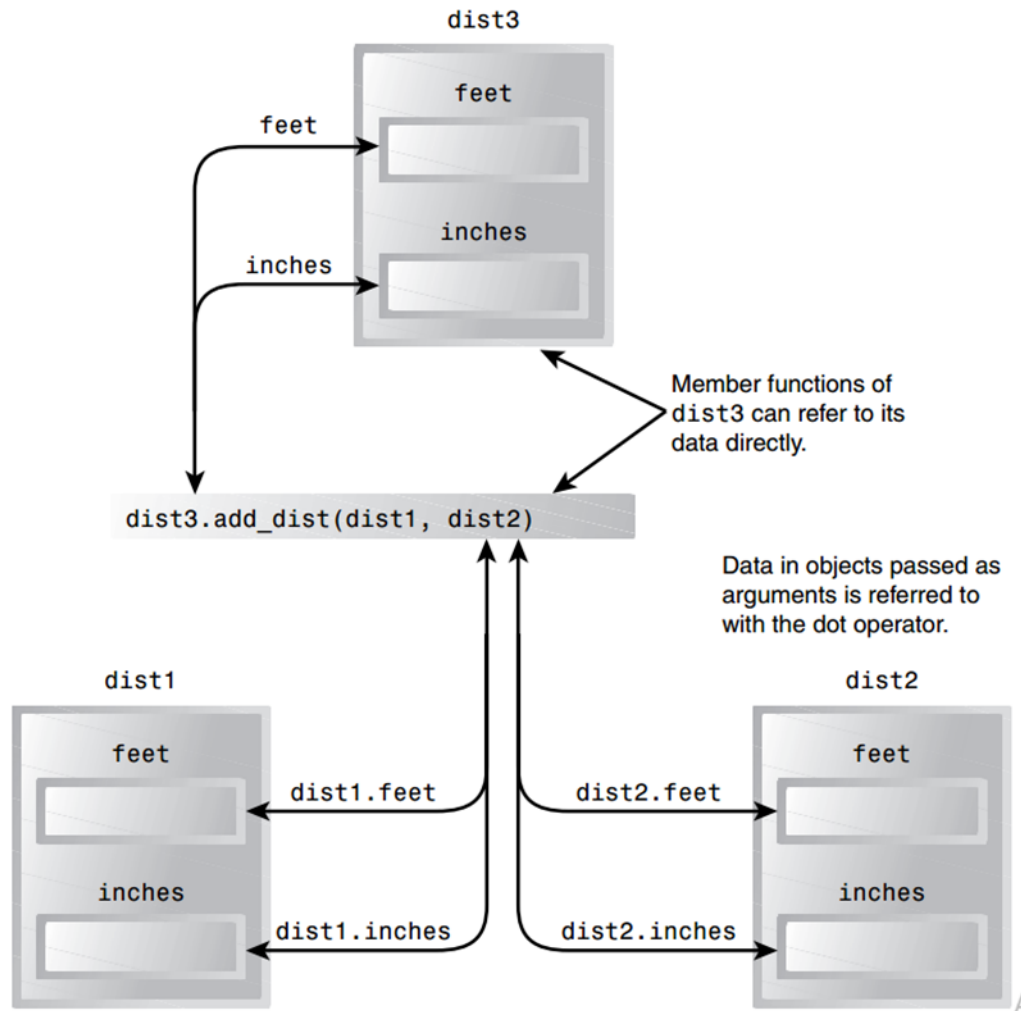 dist3
feet
feet
inches
inches
Member functions of
dist3 can refer to its
data directly.
dist3.add_dist(dist1, dist2)
Data in objects passed as
arguments is referred to
with the dot operator.
dist1
dist2
feet
feet
dist1.feet
dist2.feet
inches
inches
dist1.inches
dist2.inches